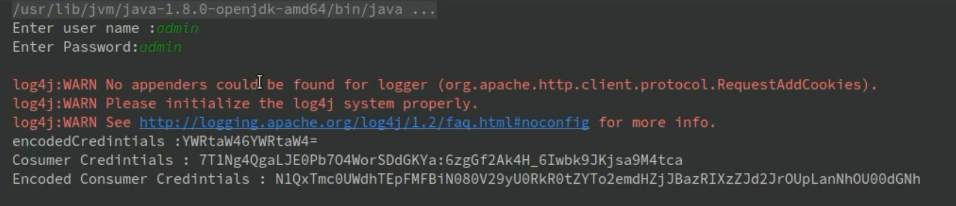 /usr/lib/jvm/java-1.8.0-openjdk-amd64/bin/java ...
Enter user name :admin
Enter Password:admin
log4j:WARN No appenders could be found for logger (org.apache.http.client.protocol.RequestAddCookies).
log4j:WARN Please initialize the log4j system properly.
log4j:WARN See http://logging.apache.org/log4j/1.2/faq.html#noconfig for more info.
encodedCredintials :YWRtaW46YWRtaW4=
Cosumer Credintials : 7T1Ng4QgaLJE0Pb7O4WorSDdGKYa:6zgGf2Ak4H_6Iwbk9JKjsa9M4tca
Encoded Consumer Credintials : N1QxTmc0UWdhTEpFMFBiN080V29yU0RkR0tZYTo2emdHZjJBazRIXzZJd2JrOUpLanNhOU00dGNh